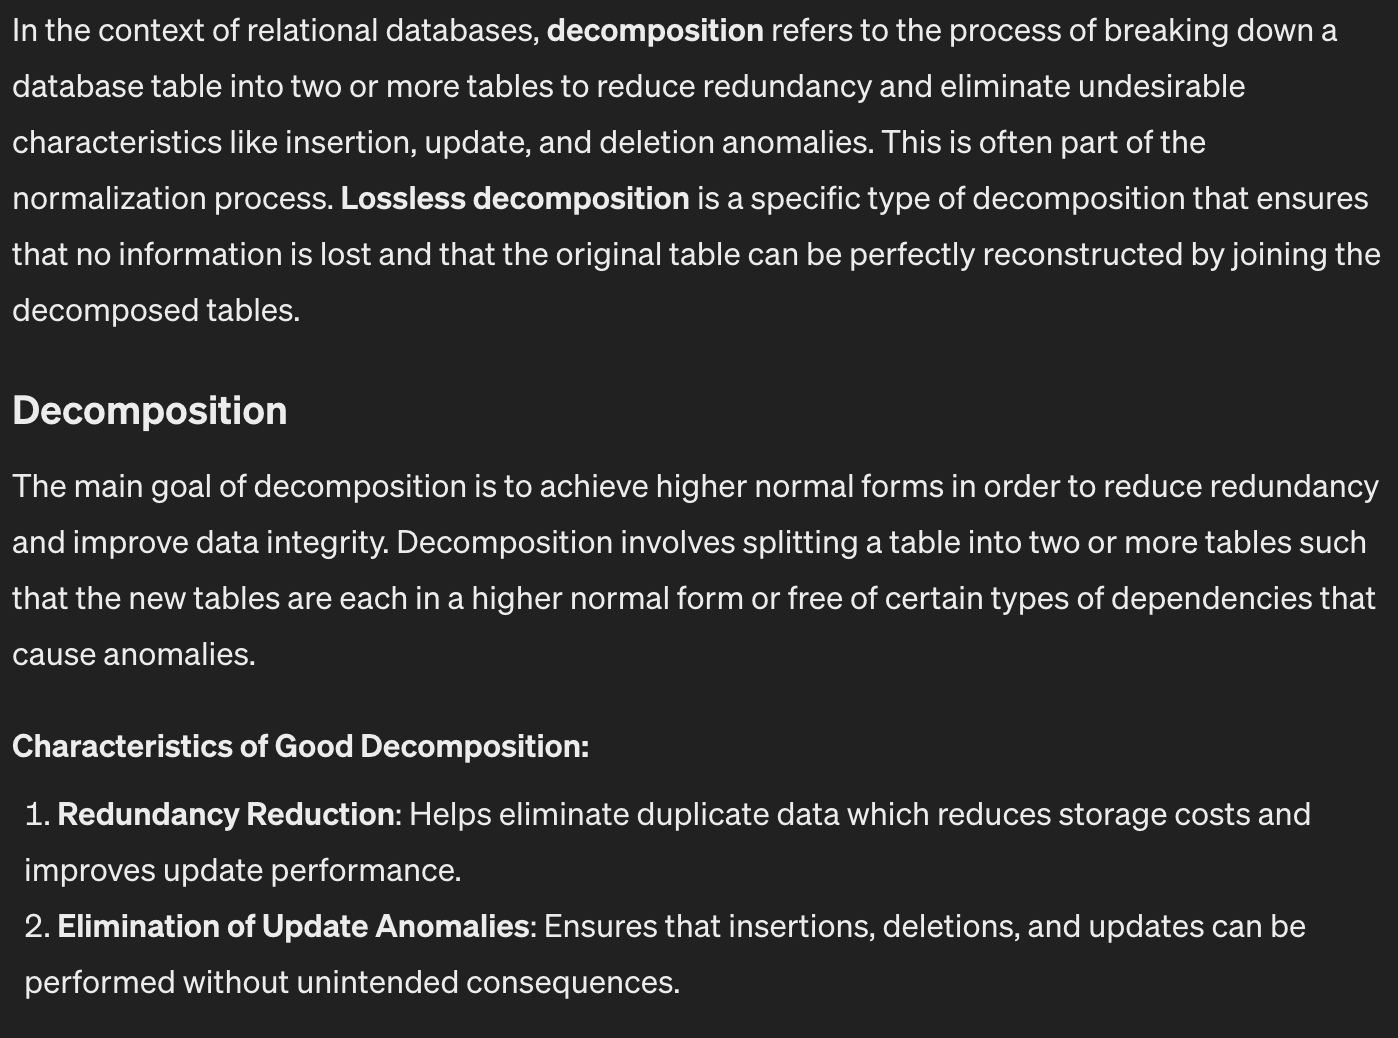 In the context of relational databases, decomposition refers to the process of breaking down a
database table into two or more tables to reduce redundancy and eliminate undesirable
characteristics like insertion, update, and deletion anomalies. This is often part of the
normalization process. Lossless decomposition is a specific type of decomposition that ensures
that no information is lost and that the original table can be perfectly reconstructed by joining the
decomposed tables.
Decomposition
The main goal of decomposition is to achieve higher normal forms in order to reduce redundancy
and improve data integrity. Decomposition involves splitting a table into two or more tables such
that the new tables are each in a higher normal form or free of certain types of dependencies that
cause anomalies.
Characteristics of Good Decomposition:
1. Redundancy Reduction: Helps eliminate duplicate data which reduces storage costs and
improves update performance.
2. Elimination of Update Anomalies: Ensures that insertions, deletions, and updates can be
performed without unintended consequences.